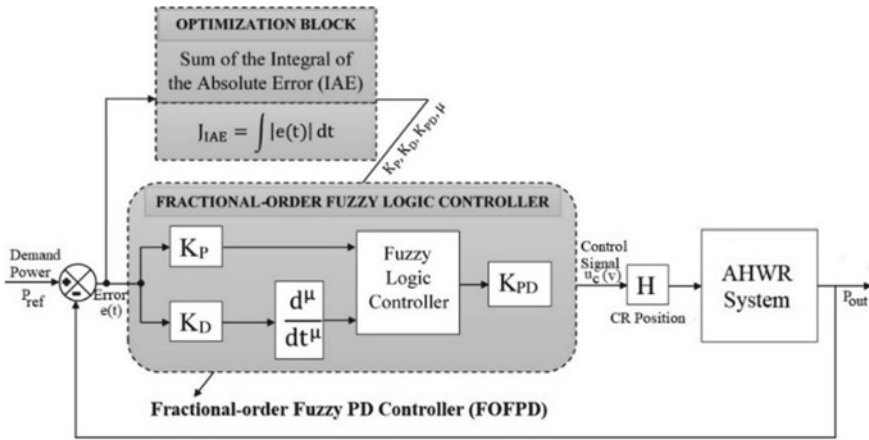 OPTIMIZATION BLOCK
Sum of the Integral of
the Absolute Error (IAE)
J_IAE = ∫ |e(t)| dt
K_P, K_D, K_PD, μ
FRACTIONAL-ORDER FUZZY LOGIC CONTROLLER
Demand
Power
P_ref
+
-
Error
e(t)
K_P
K_D
d^μ
dt^μ
Fuzzy
Logic
Controller
K_PD
Control
Signal
u_c(v)
H
CR Position
AHWR
System
P_out
Fractional-order Fuzzy PD Controller (FOFPD)